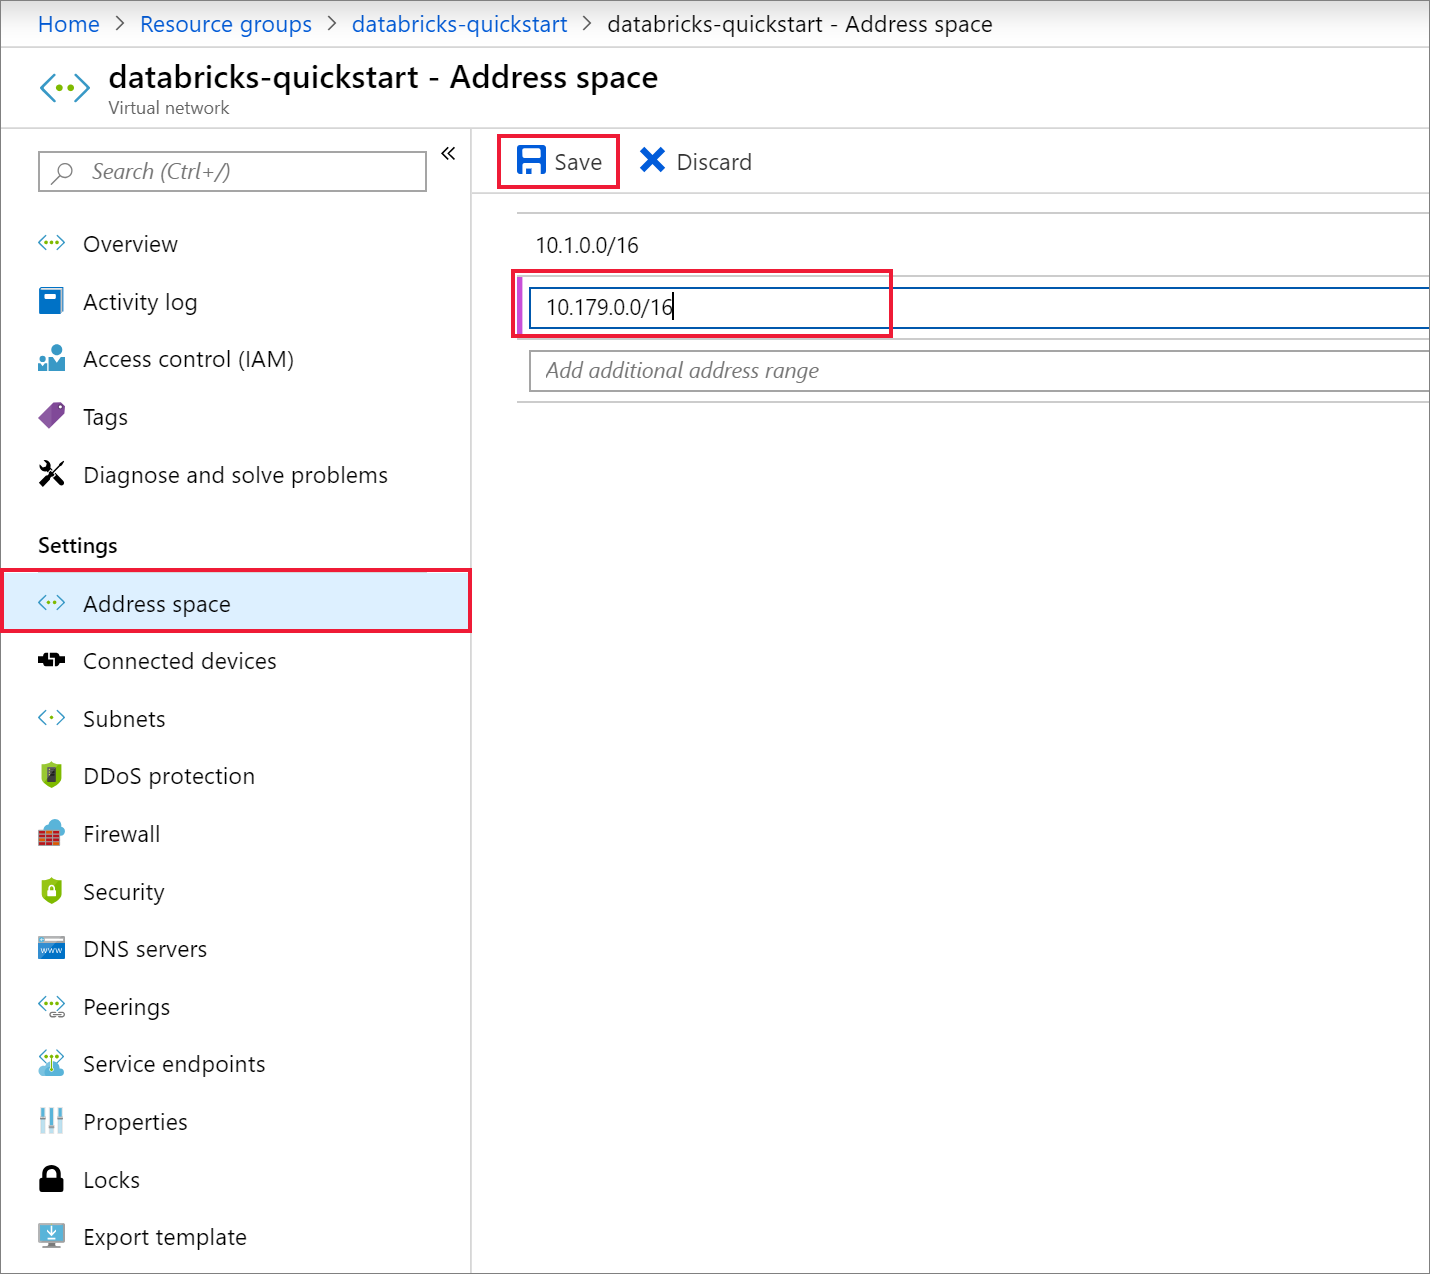 Home > Resource groups > databricks-quickstart > databricks-quickstart - Address space
databricks-quickstart - Address space
Virtual network
Search (Ctrl+/)
«
Save
Discard
Overview
Activity log
Access control (IAM)
Tags
Diagnose and solve problems
Settings
Address space
Connected devices
Subnets
DDoS protection
Firewall
Security
DNS servers
www
Peerings
Service endpoints
Properties
Locks
Export template
10.1.0.0/16
10.179.0.0/16
Add additional address range